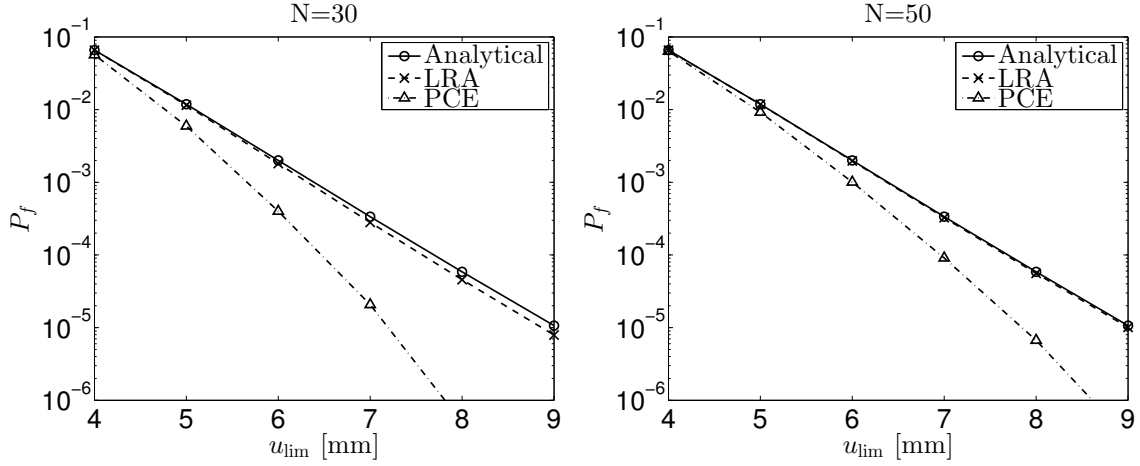 N=30
10⁻¹
10⁻²
10⁻³
10⁻⁴
10⁻⁵
10⁻⁶
P_f
Analytical
LRA
PCE
4 5 6 7 8 9
u_lim [mm]
N=50
10⁻¹
10⁻²
10⁻³
10⁻⁴
10⁻⁵
10⁻⁶
P_f
Analytical
LRA
PCE
4 5 6 7 8 9
u_lim [mm]